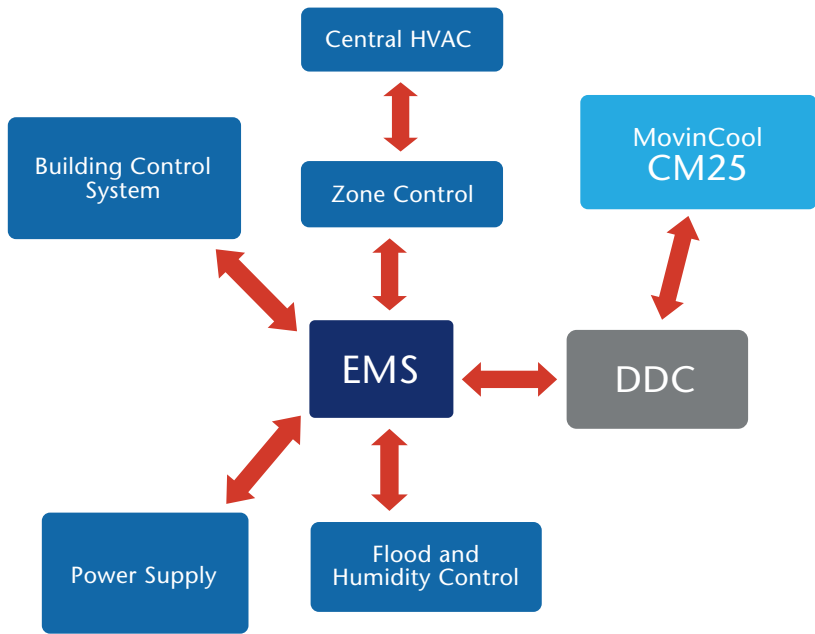 Central HVAC
MovinCool
CM25
Building Control
System
Zone Control
EMS
DDC
Power Supply
Flood and
Humidity Control